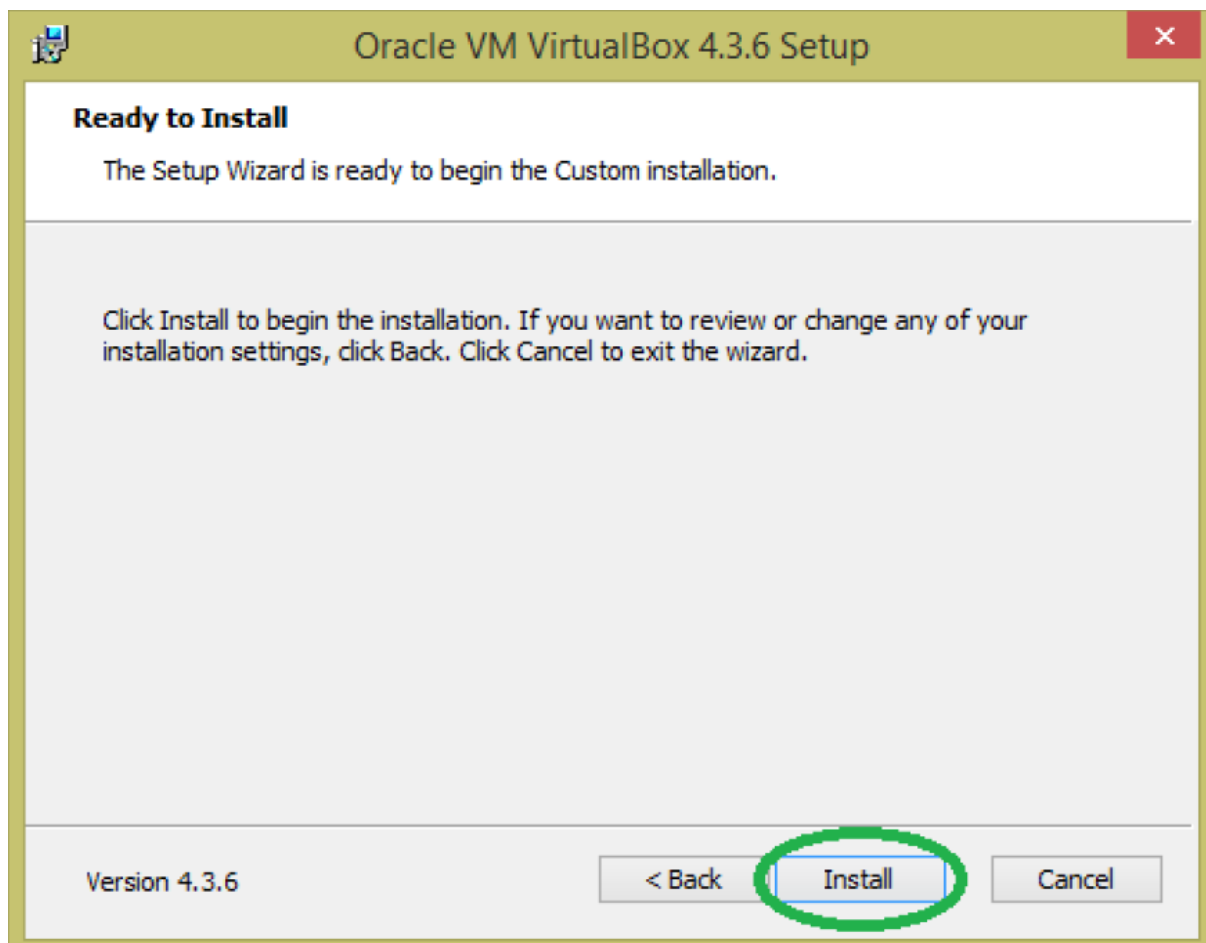 Oracle VM VirtualBox 4.3.6 Setup
Ready to Install
The Setup Wizard is ready to begin the Custom installation.
Click Install to begin the installation. If you want to review or change any of your
installation settings, click Back. Click Cancel to exit the wizard.
Version 4.3.6
< Back
Install
Cancel